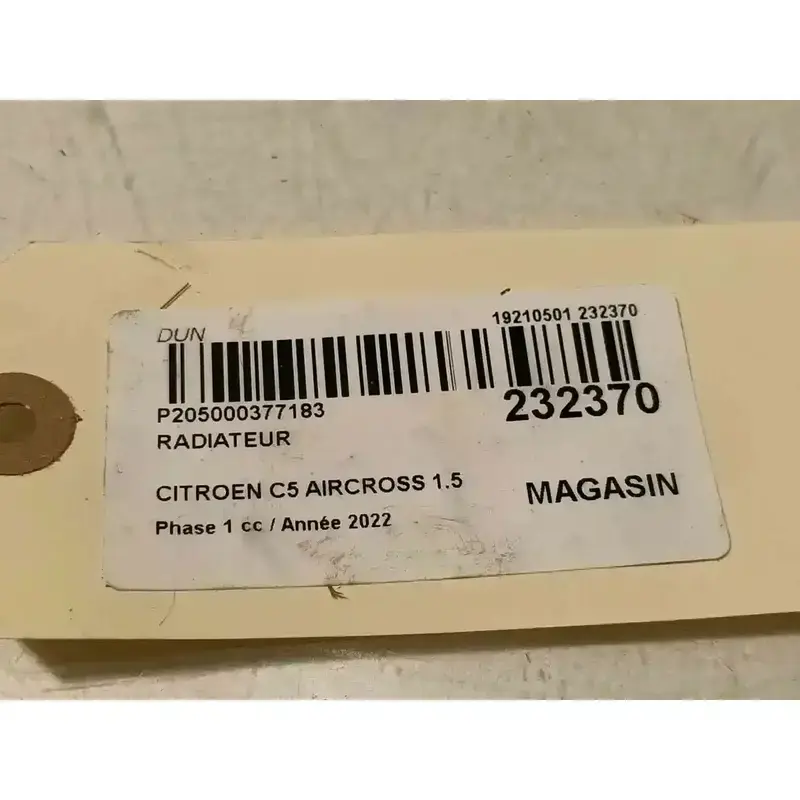 DUN
19210501 232370
P205000377183
232370
RADIATEUR
CITROEN C5 AIRCROSS 1.5
MAGASIN
Phase 1 cc / Année 2022